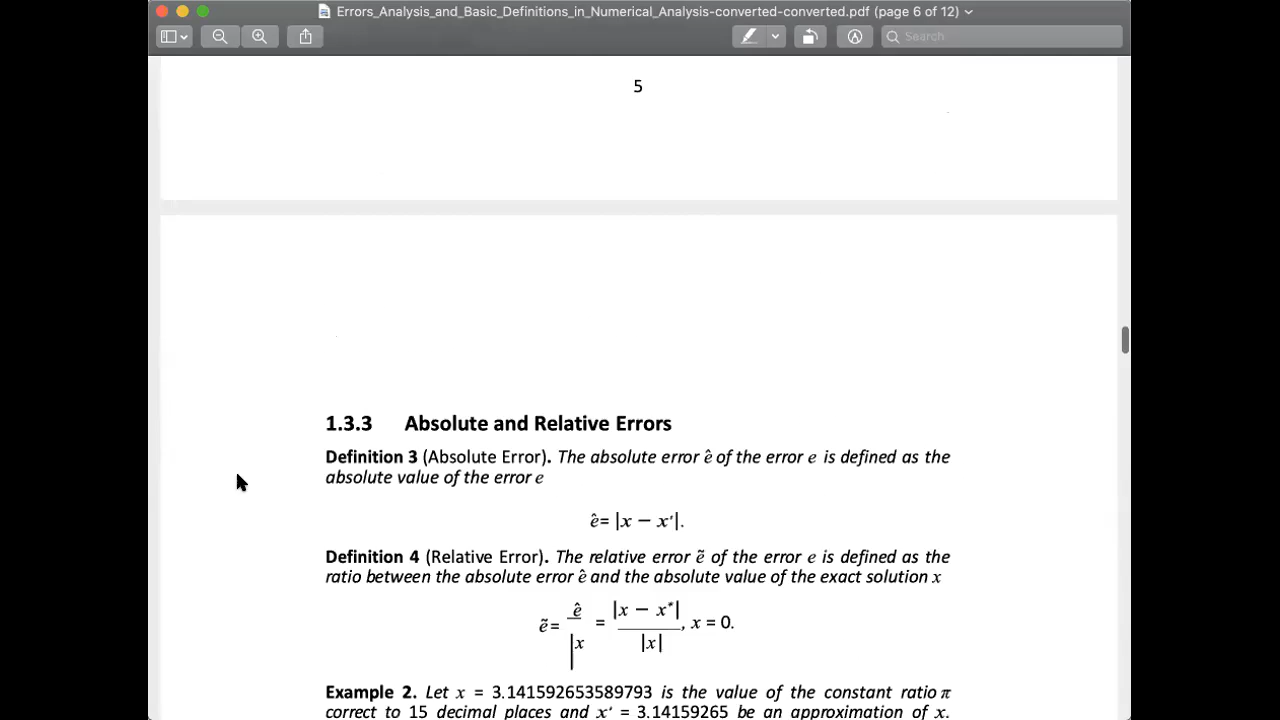 Errors_Analysis_and_Basic_Definitions_in_Numerical_Analysis-converted-converted.pdf (page 6 of 12)
Search
5
1.3.3 Absolute and Relative Errors
Definition 3 (Absolute Error). The absolute error ê of the error e is defined as the
absolute value of the error e
ê= |x − x*|.
Definition 4 (Relative Error). The relative error ẽ of the error e is defined as the
ratio between the absolute error ê and the absolute value of the exact solution x
ẽ= ê / |x = |x − x*| / |x|, x = 0.
Example 2. Let x = 3.141592653589793 is the value of the constant ratio π
correct to 15 decimal places and x* = 3.14159265 be an approximation of x.